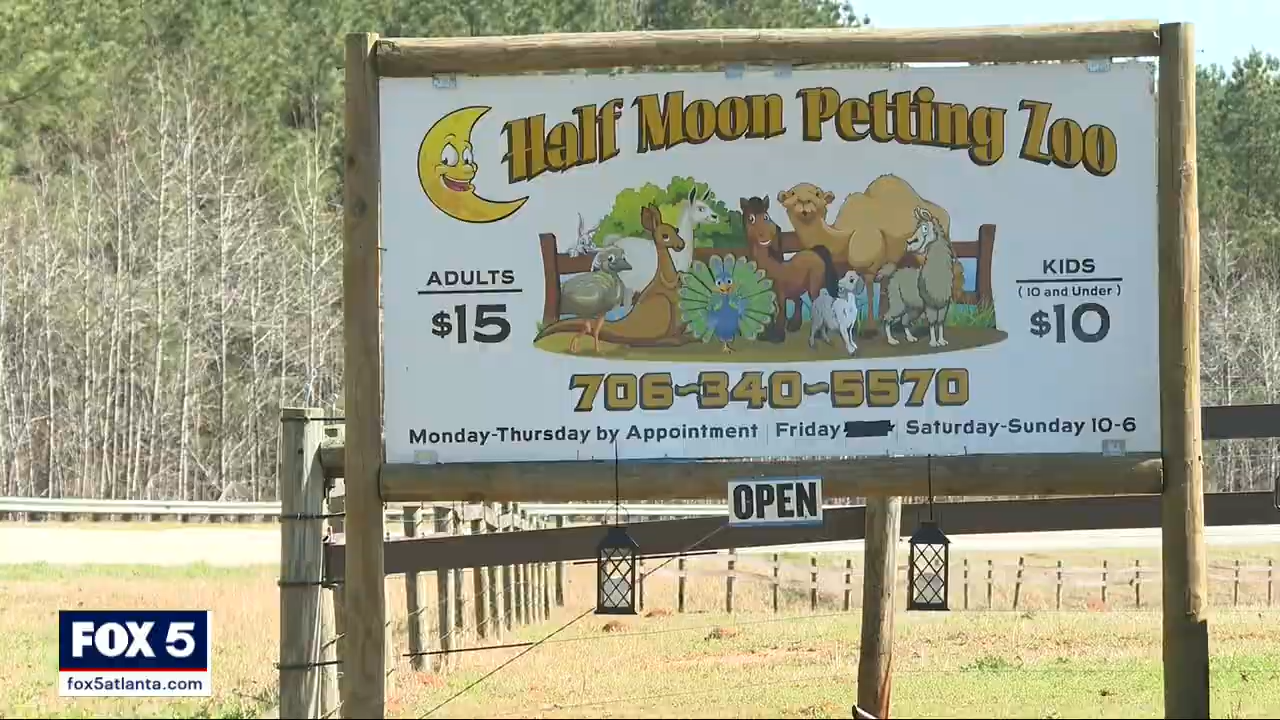 Half Moon Petting Zoo
ADULTS
$15
KIDS
(10 and Under)
$10
706-340-5570
Monday-Thursday by Appointment Friday Saturday-Sunday 10-6
OPEN
FOX 5
fox5atlanta.com